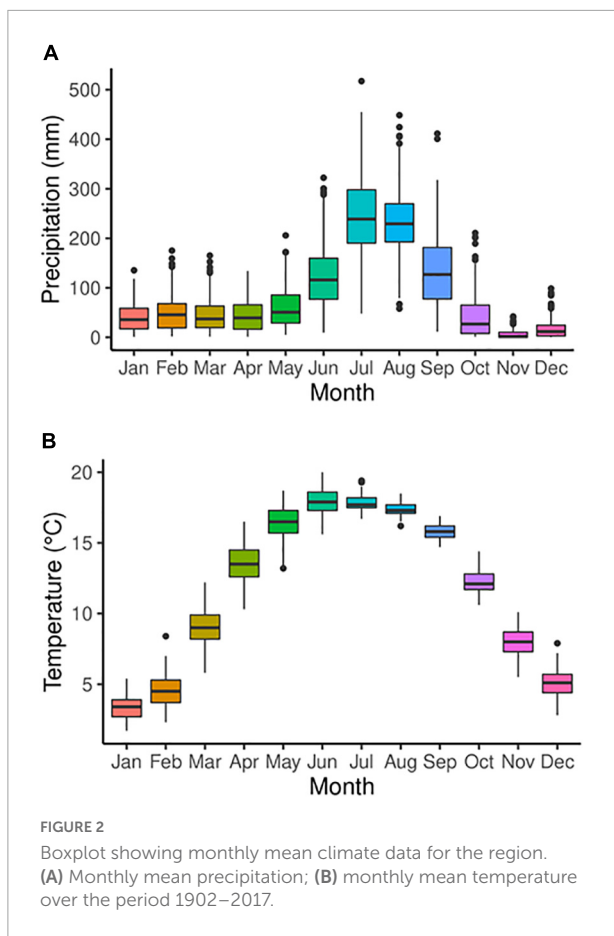 A
Precipitation (mm)
500
400
300
200
100
0
Jan Feb Mar Apr May Jun Jul Aug Sep Oct Nov Dec
Month
B
Temperature (°C)
20
15
10
5
Jan Feb Mar Apr May Jun Jul Aug Sep Oct Nov Dec
Month
FIGURE 2
Boxplot showing monthly mean climate data for the region.
(A) Monthly mean precipitation; (B) monthly mean temperature
over the period 1902–2017.